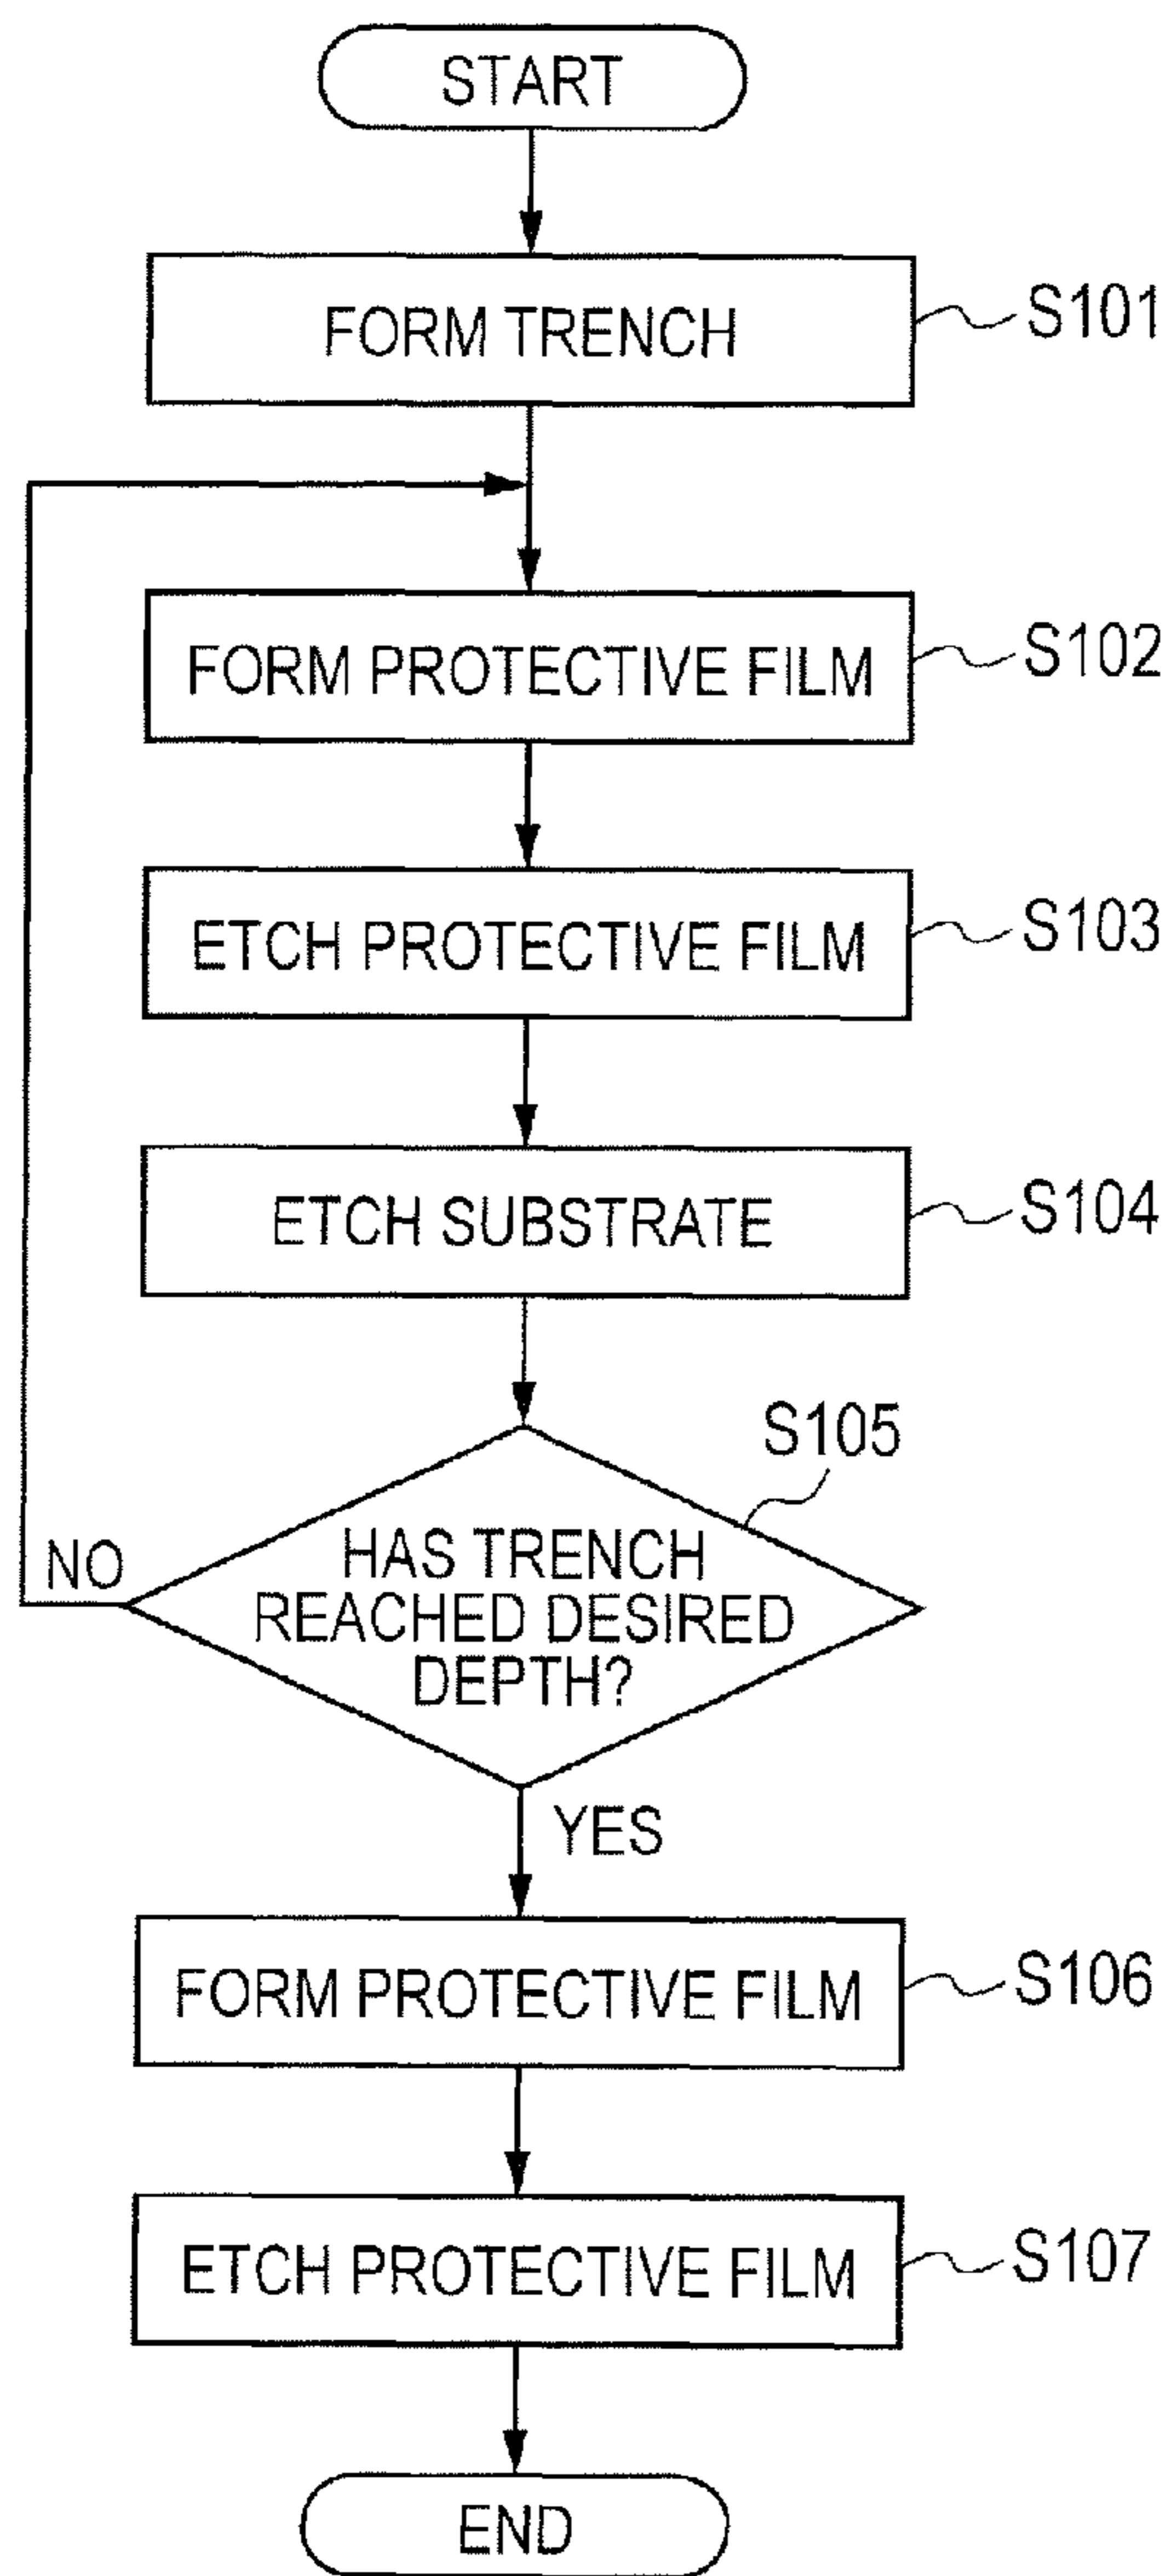 START
FORM TRENCH
S101
FORM PROTECTIVE FILM
S102
ETCH PROTECTIVE FILM
S103
ETCH SUBSTRATE
S104
S105
HAS TRENCH
REACHED DESIRED
DEPTH?
NO
YES
FORM PROTECTIVE FILM
S106
ETCH PROTECTIVE FILM
S107
END